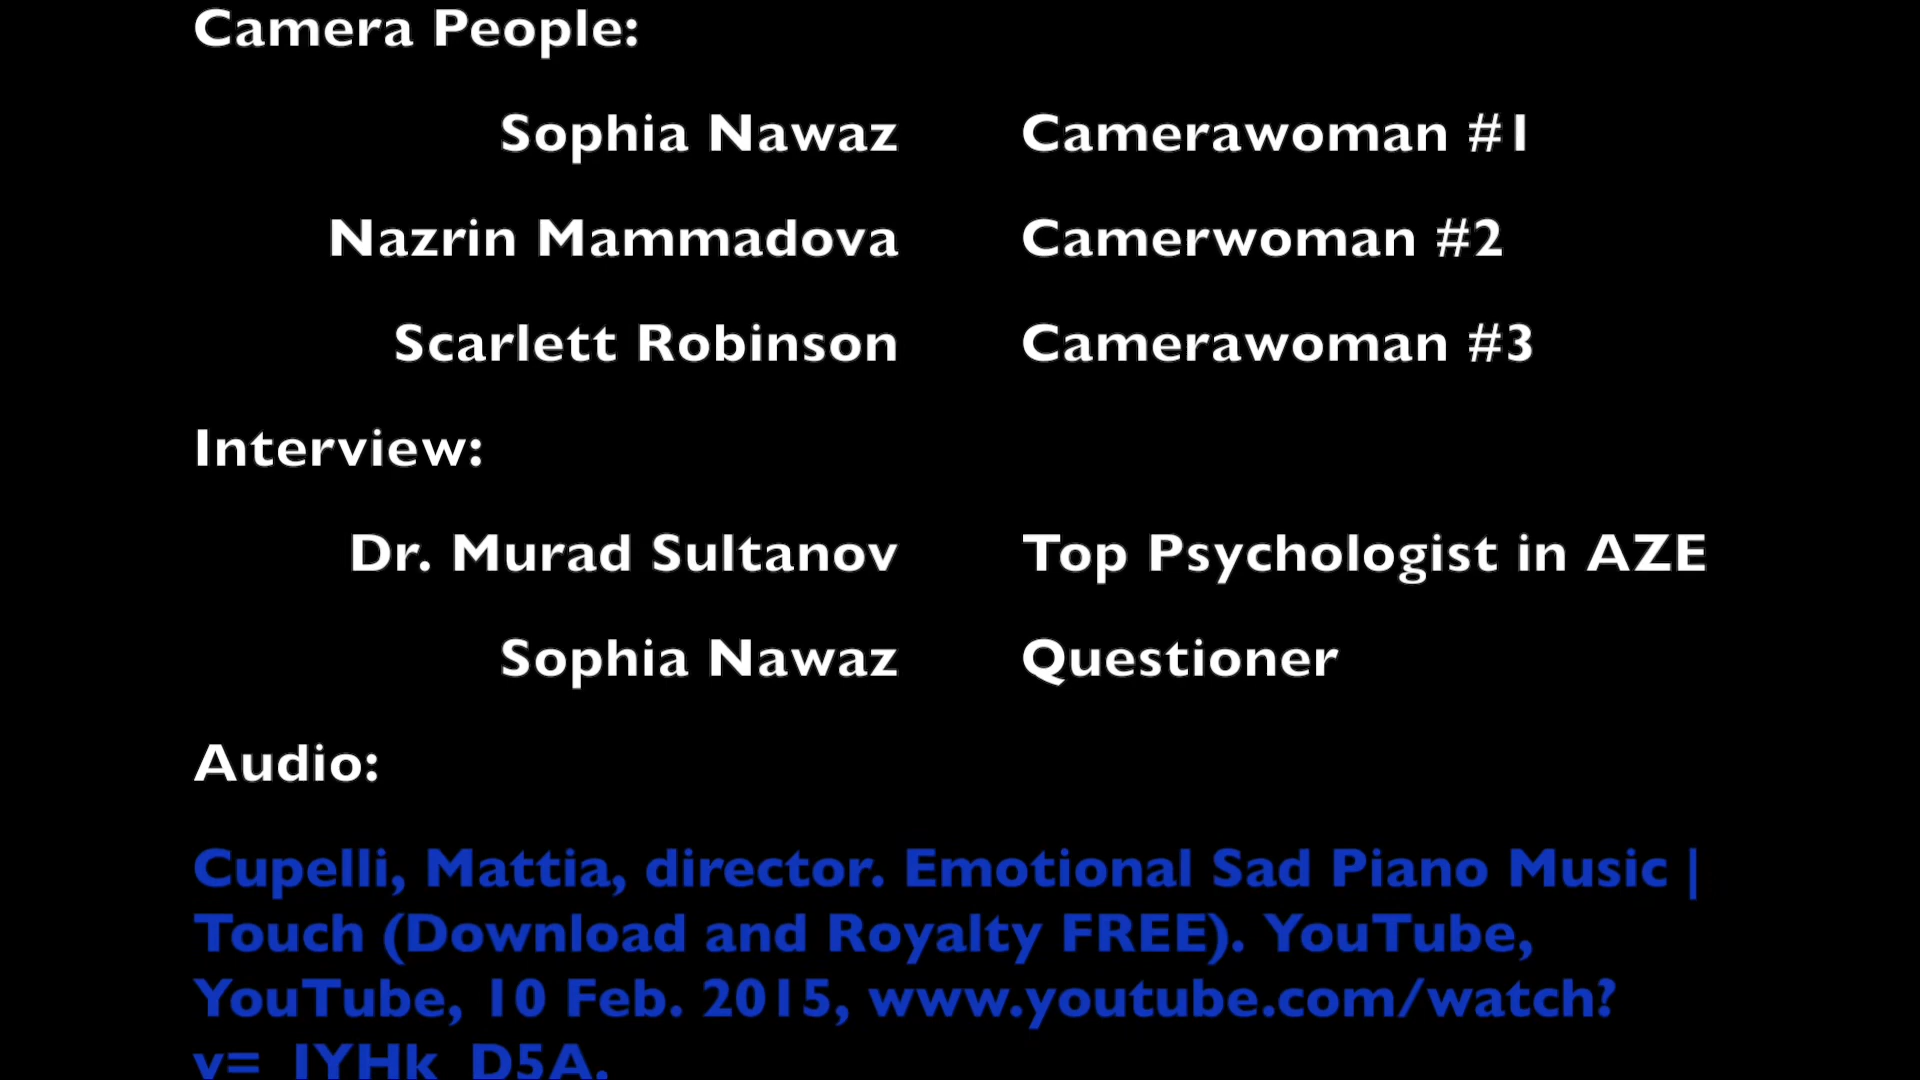 Camera People:
Sophia Nawaz Camerawoman #1
Nazrin Mammadova Camerwoman #2
Scarlett Robinson Camerawoman #3
Interview:
Dr. Murad Sultanov Top Psychologist in AZE
Sophia Nawaz Questioner
Audio:
Cupelli, Mattia, director. Emotional Sad Piano Music |
Touch (Download and Royalty FREE). YouTube,
YouTube, 10 Feb. 2015, www.youtube.com/watch?